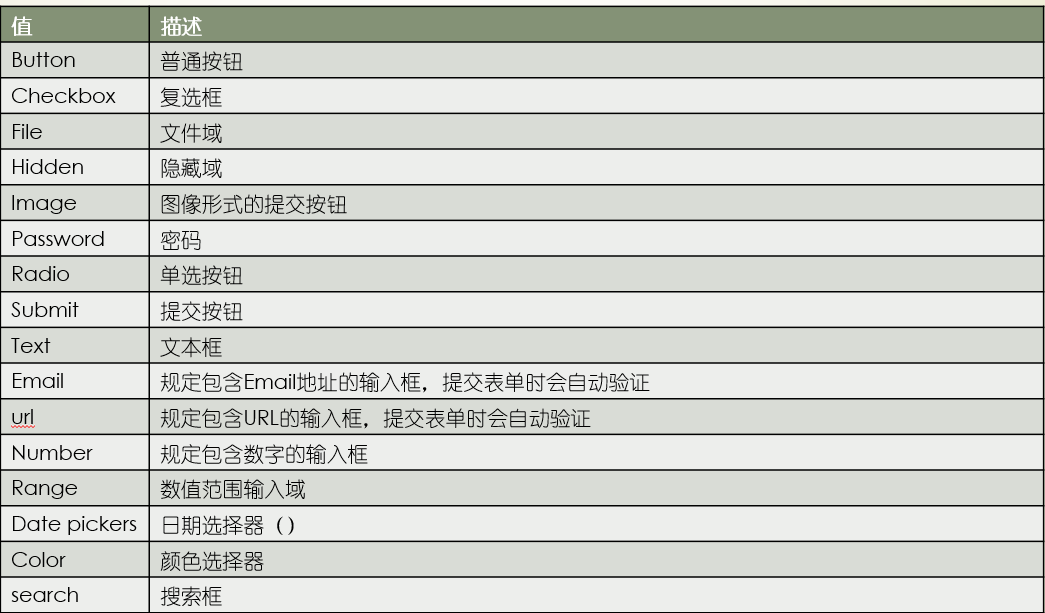 值 描述
Button 普通按钮
Checkbox 复选框
File 文件域
Hidden 隐藏域
Image 图像形式的提交按钮
Password 密码
Radio 单选按钮
Submit 提交按钮
Text 文本框
Email 规定包含Email地址的输入框，提交表单时会自动验证
url 规定包含URL的输入框，提交表单时会自动验证
Number 规定包含数字的输入框
Range 数值范围输入域
Date pickers 日期选择器（）
Color 颜色选择器
search 搜索框